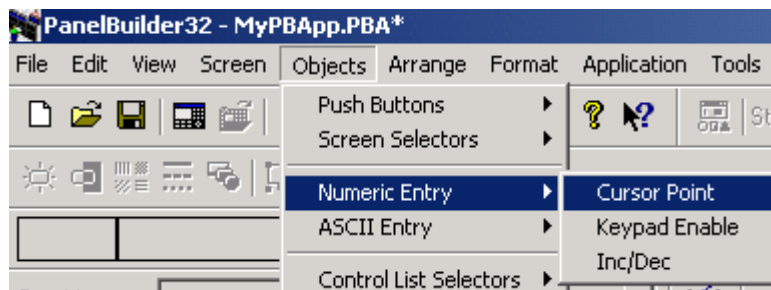 PanelBuilder32 - MyPBApp.PBA*
File Edit View Screen Objects Arrange Format Application Tools
Push Buttons
Screen Selectors
Numeric Entry
Cursor Point
ASCII Entry
Keypad Enable
Inc/Dec
Control List Selectors